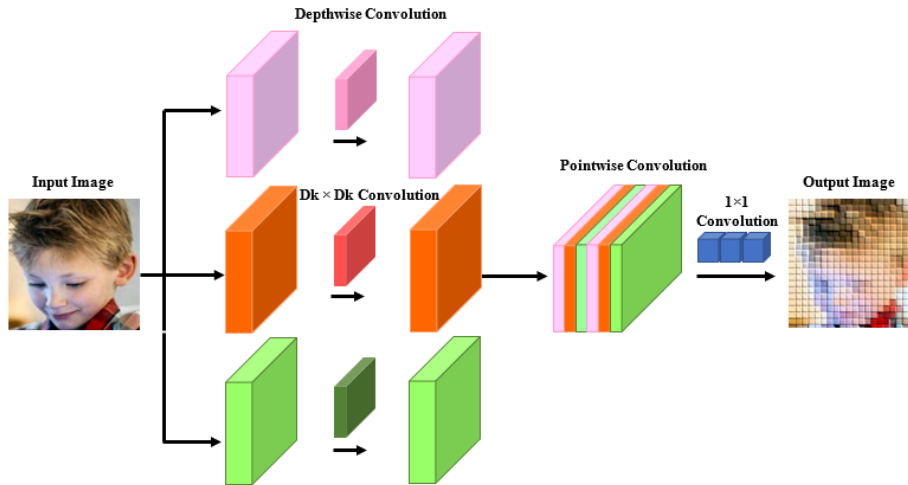 Depthwise Convolution
Input Image
Dk × Dk Convolution
Pointwise Convolution
1×1
Convolution
Output Image